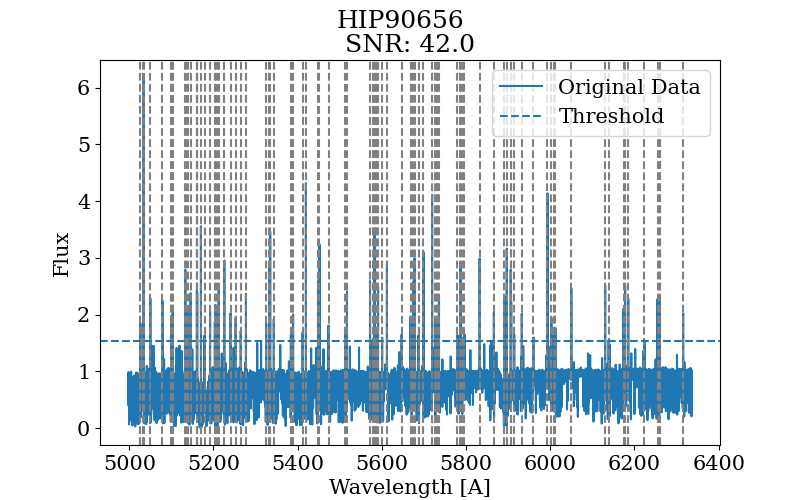 HIP90656
SNR: 42.0
Original Data
Threshold
6
5
4
3
2
1
0
Flux
5000 5200 5400 5600 5800 6000 6200 6400
Wavelength [A]